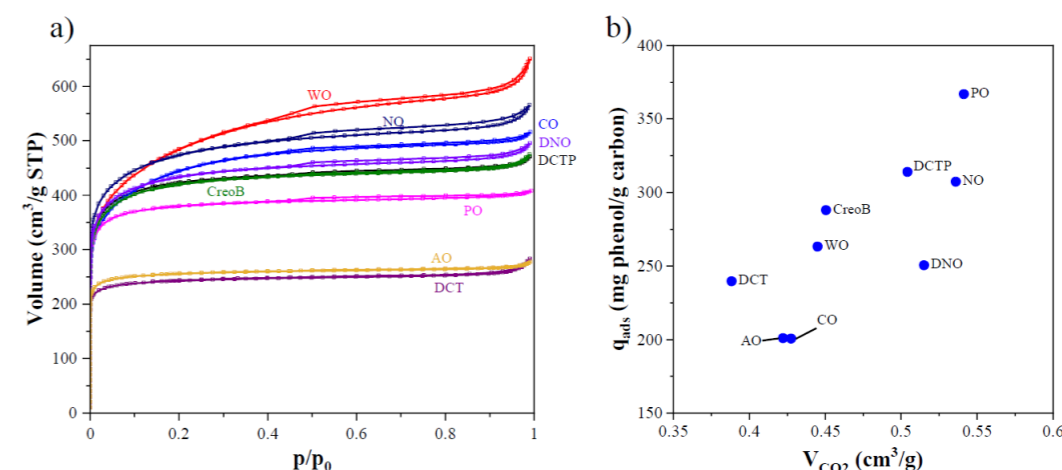 a)
Volume (cm³/g STP)
600
500
400
300
200
100
0
WO
NO
CO
DNO
DCTP
CreoB
PO
AO
DCT
0
0.2
0.4
0.6
0.8
1
p/p₀
b)
q_ads (mg phenol/g carbon)
400
350
300
250
200
150
PO
DCTP
NO
CreoB
WO
DNO
DCT
CO
AO
0.35
0.4
0.45
0.5
0.55
0.6
V_CO2 (cm³/g)